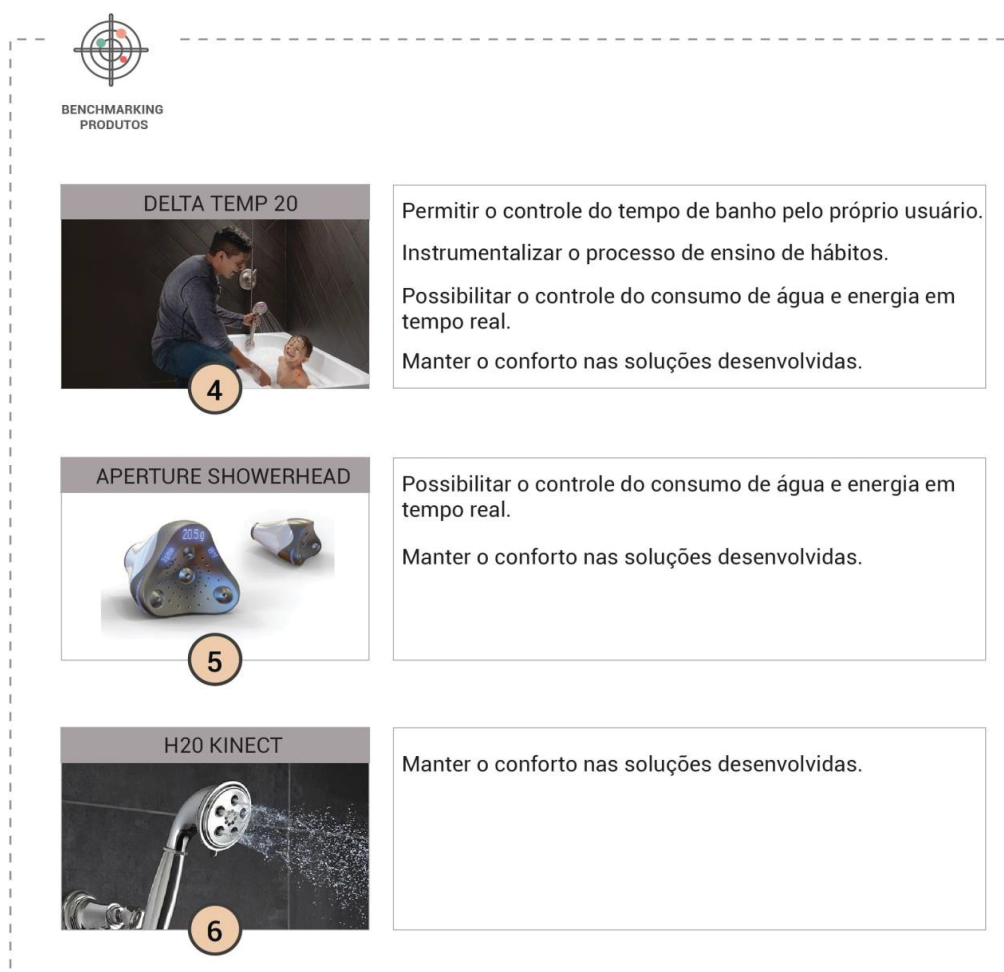 BENCHMARKING
PRODUTOS
DELTA TEMP 20
Permitir o controle do tempo de banho pelo próprio usuário.
Instrumentalizar o processo de ensino de hábitos.
Possibilitar o controle do consumo de água e energia em
tempo real.
Manter o conforto nas soluções desenvolvidas.
4
APERTURE SHOWERHEAD
20.5g
Possibilitar o controle do consumo de água e energia em
tempo real.
Manter o conforto nas soluções desenvolvidas.
5
H20 KINECT
Manter o conforto nas soluções desenvolvidas.
6